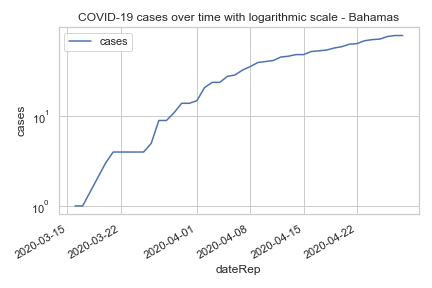 COVID-19 cases over time with logarithmic scale - Bahamas
cases
cases
10¹
10⁰
2020-03-15
2020-03-22
2020-04-01
2020-04-08
2020-04-15
2020-04-22
dateRep